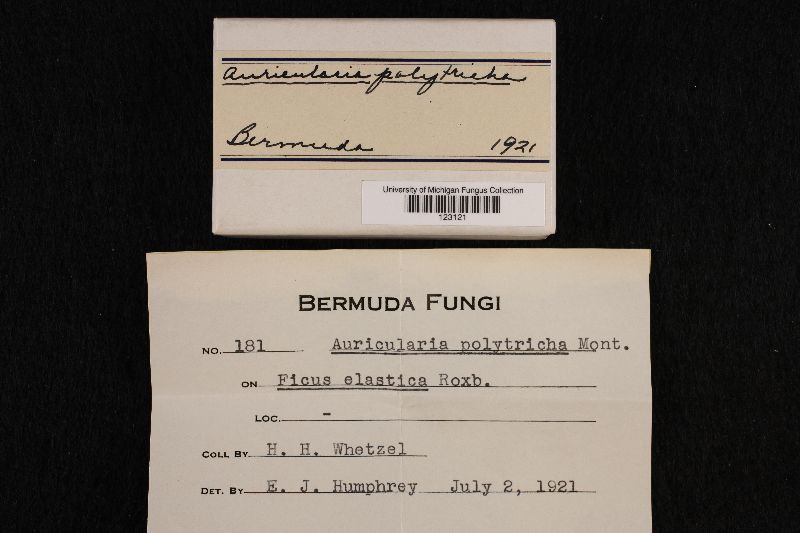 Auricularia polytricha
Bermuda 1921
University of Michigan Fungus Collection
123121
BERMUDA FUNGI
NO. 181 Auricularia polytricha Mont.
ON Ficus elastica Roxb.
LOC. -
COLL BY H. H. Whetzel
DET. BY E. J. Humphrey July 2, 1921